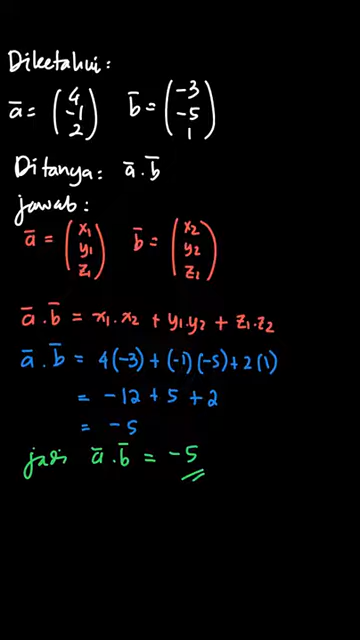 Diketahui:
ā = (4 -1 2) b̄ = (-3 -5 1)
Ditanya: ā . b̄
jawab:
ā = (x₁ y₁ z₁) b̄ = (x₂ y₂ z₁)
ā . b̄ = x₁.x₂ + y₁.y₂ + z₁.z₂
ā . b̄ = 4(-3) + (-1)(-5) + 2(1)
= -12 + 5 + 2
= -5
jadi ā . b̄ = -5